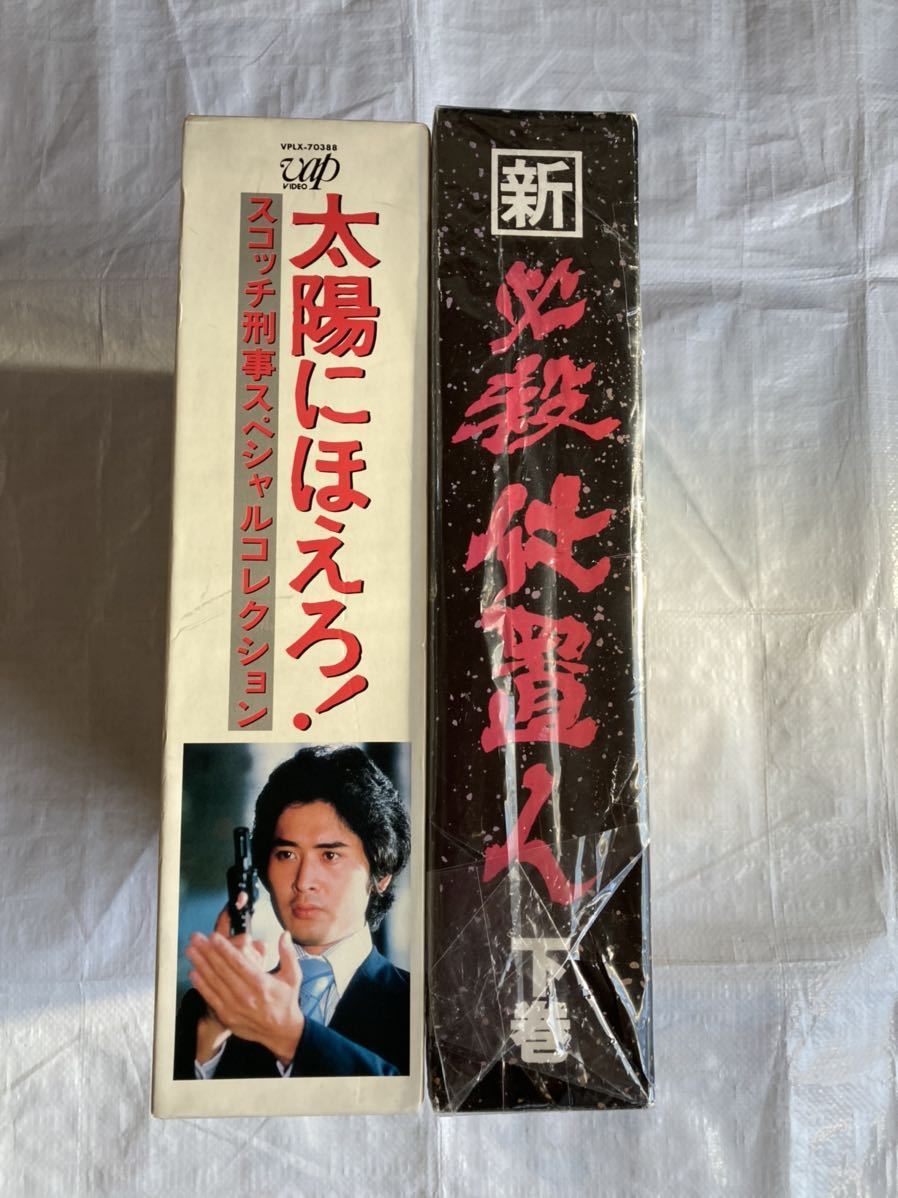 VPLX-70388
vap
VIDEO
太陽にほえろ!
スコッチ刑事スペシャルコレクション
新
必殺仕置人
下巻